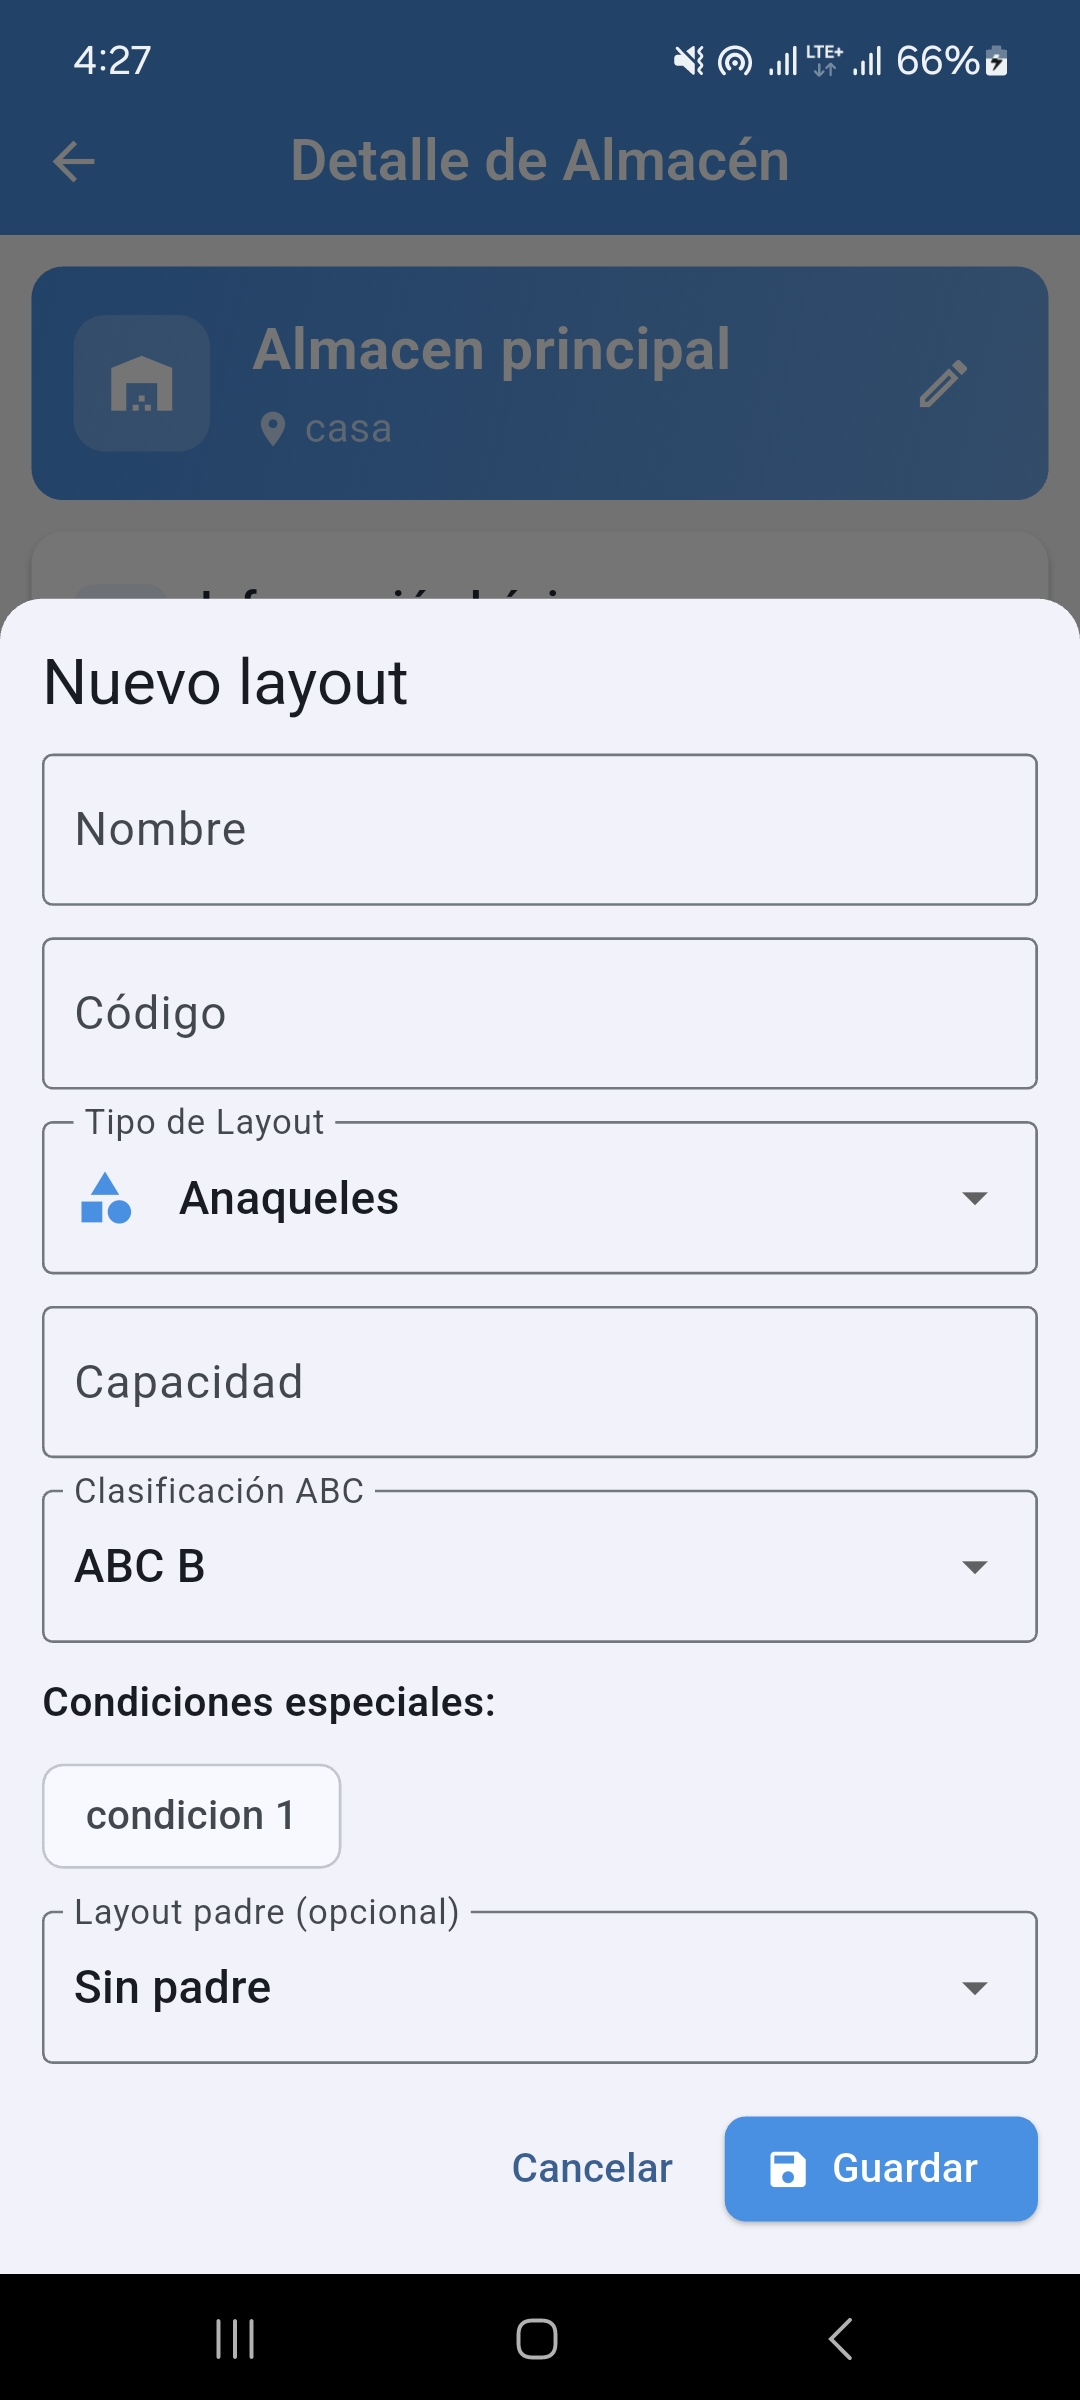 4:27
LTE+
66%
Detalle de Almacén
Almacen principal
casa
Nuevo layout
Nombre
Código
Tipo de Layout
Anaqueles
Capacidad
Clasificación ABC
ABC B
Condiciones especiales:
condicion 1
Layout padre (opcional)
Sin padre
Cancelar
Guardar